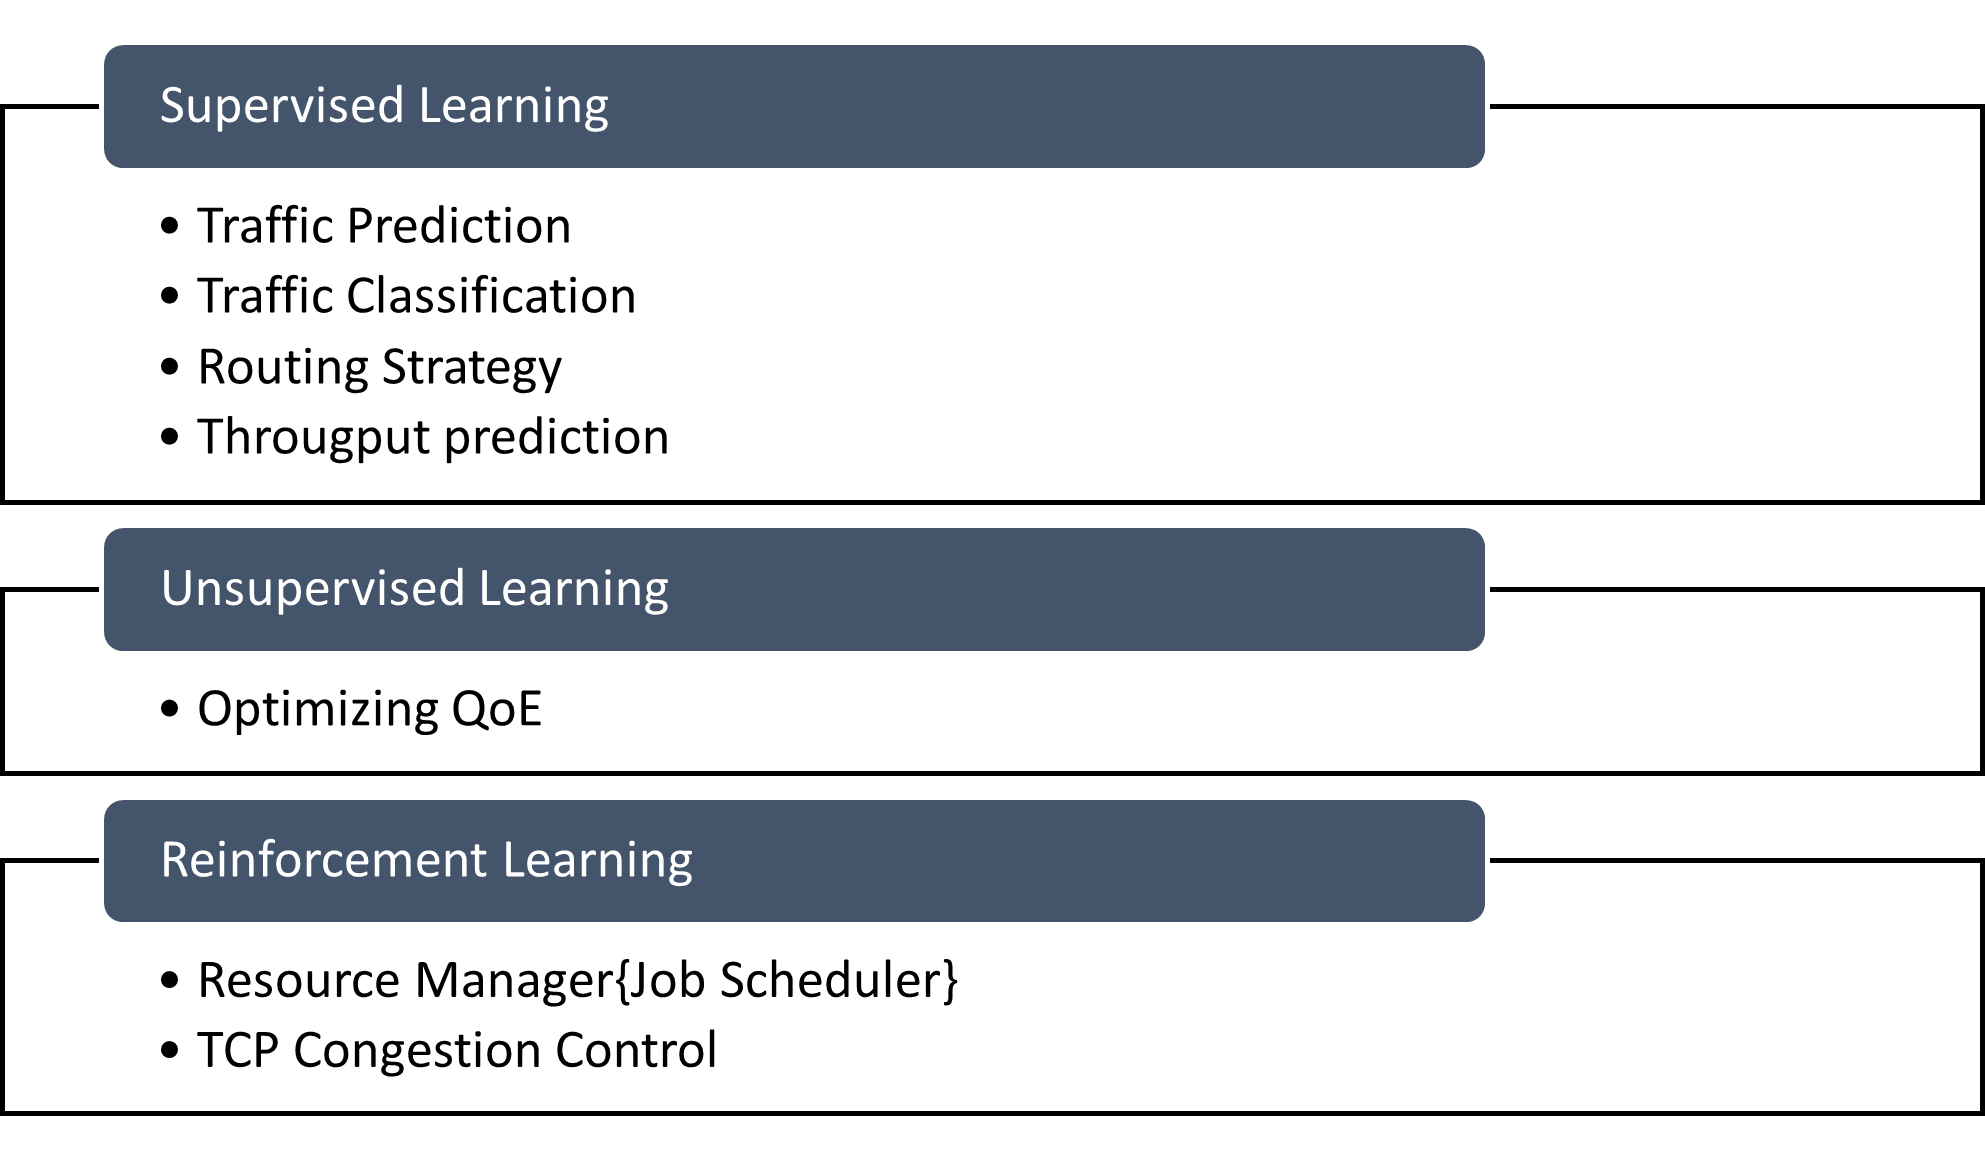 Supervised Learning
• Traffic Prediction
• Traffic Classification
• Routing Strategy
• Througput prediction
Unsupervised Learning
• Optimizing QoE
Reinforcement Learning
• Resource Manager{Job Scheduler}
• TCP Congestion Control